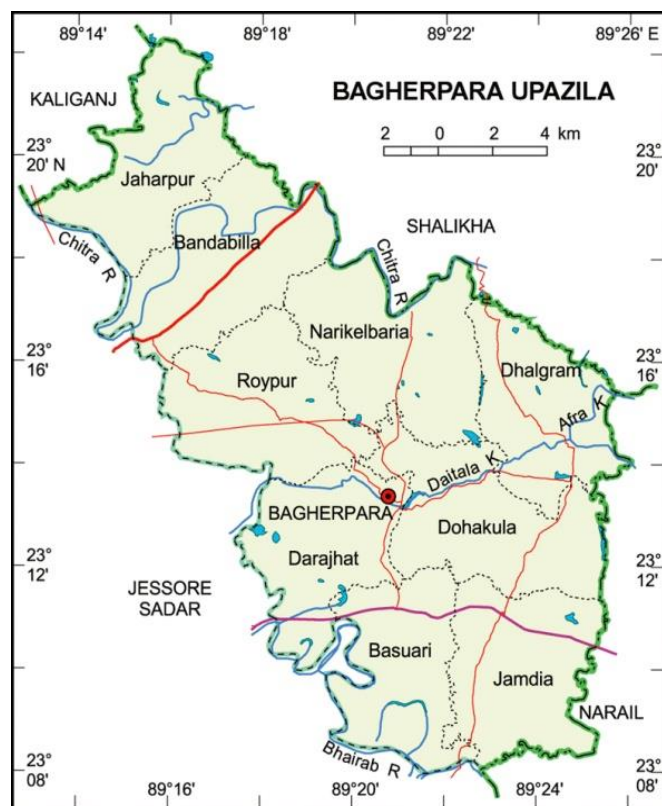 89°14' 89°18' 89°22' 89°26' E
BAGHERPARA UPAZILA
2 0 2 4 km
KALIGANJ
23°
20' N
23°
20'
Jaharpur
SHALIKHA
Bandabilla
Chitra R
Chitra R
Narikelbaria
23°
16'
23°
16'
Dhalgram
Roypur
Afra K
Daitala K
BAGHERPARA
Dohakula
Darajhat
23°
12'
23°
12'
JESSORE
SADAR
Basuari
Jamdia
NARAIL
Bhairab R
23°
08'
23°
08'
89°16' 89°20' 89°24'